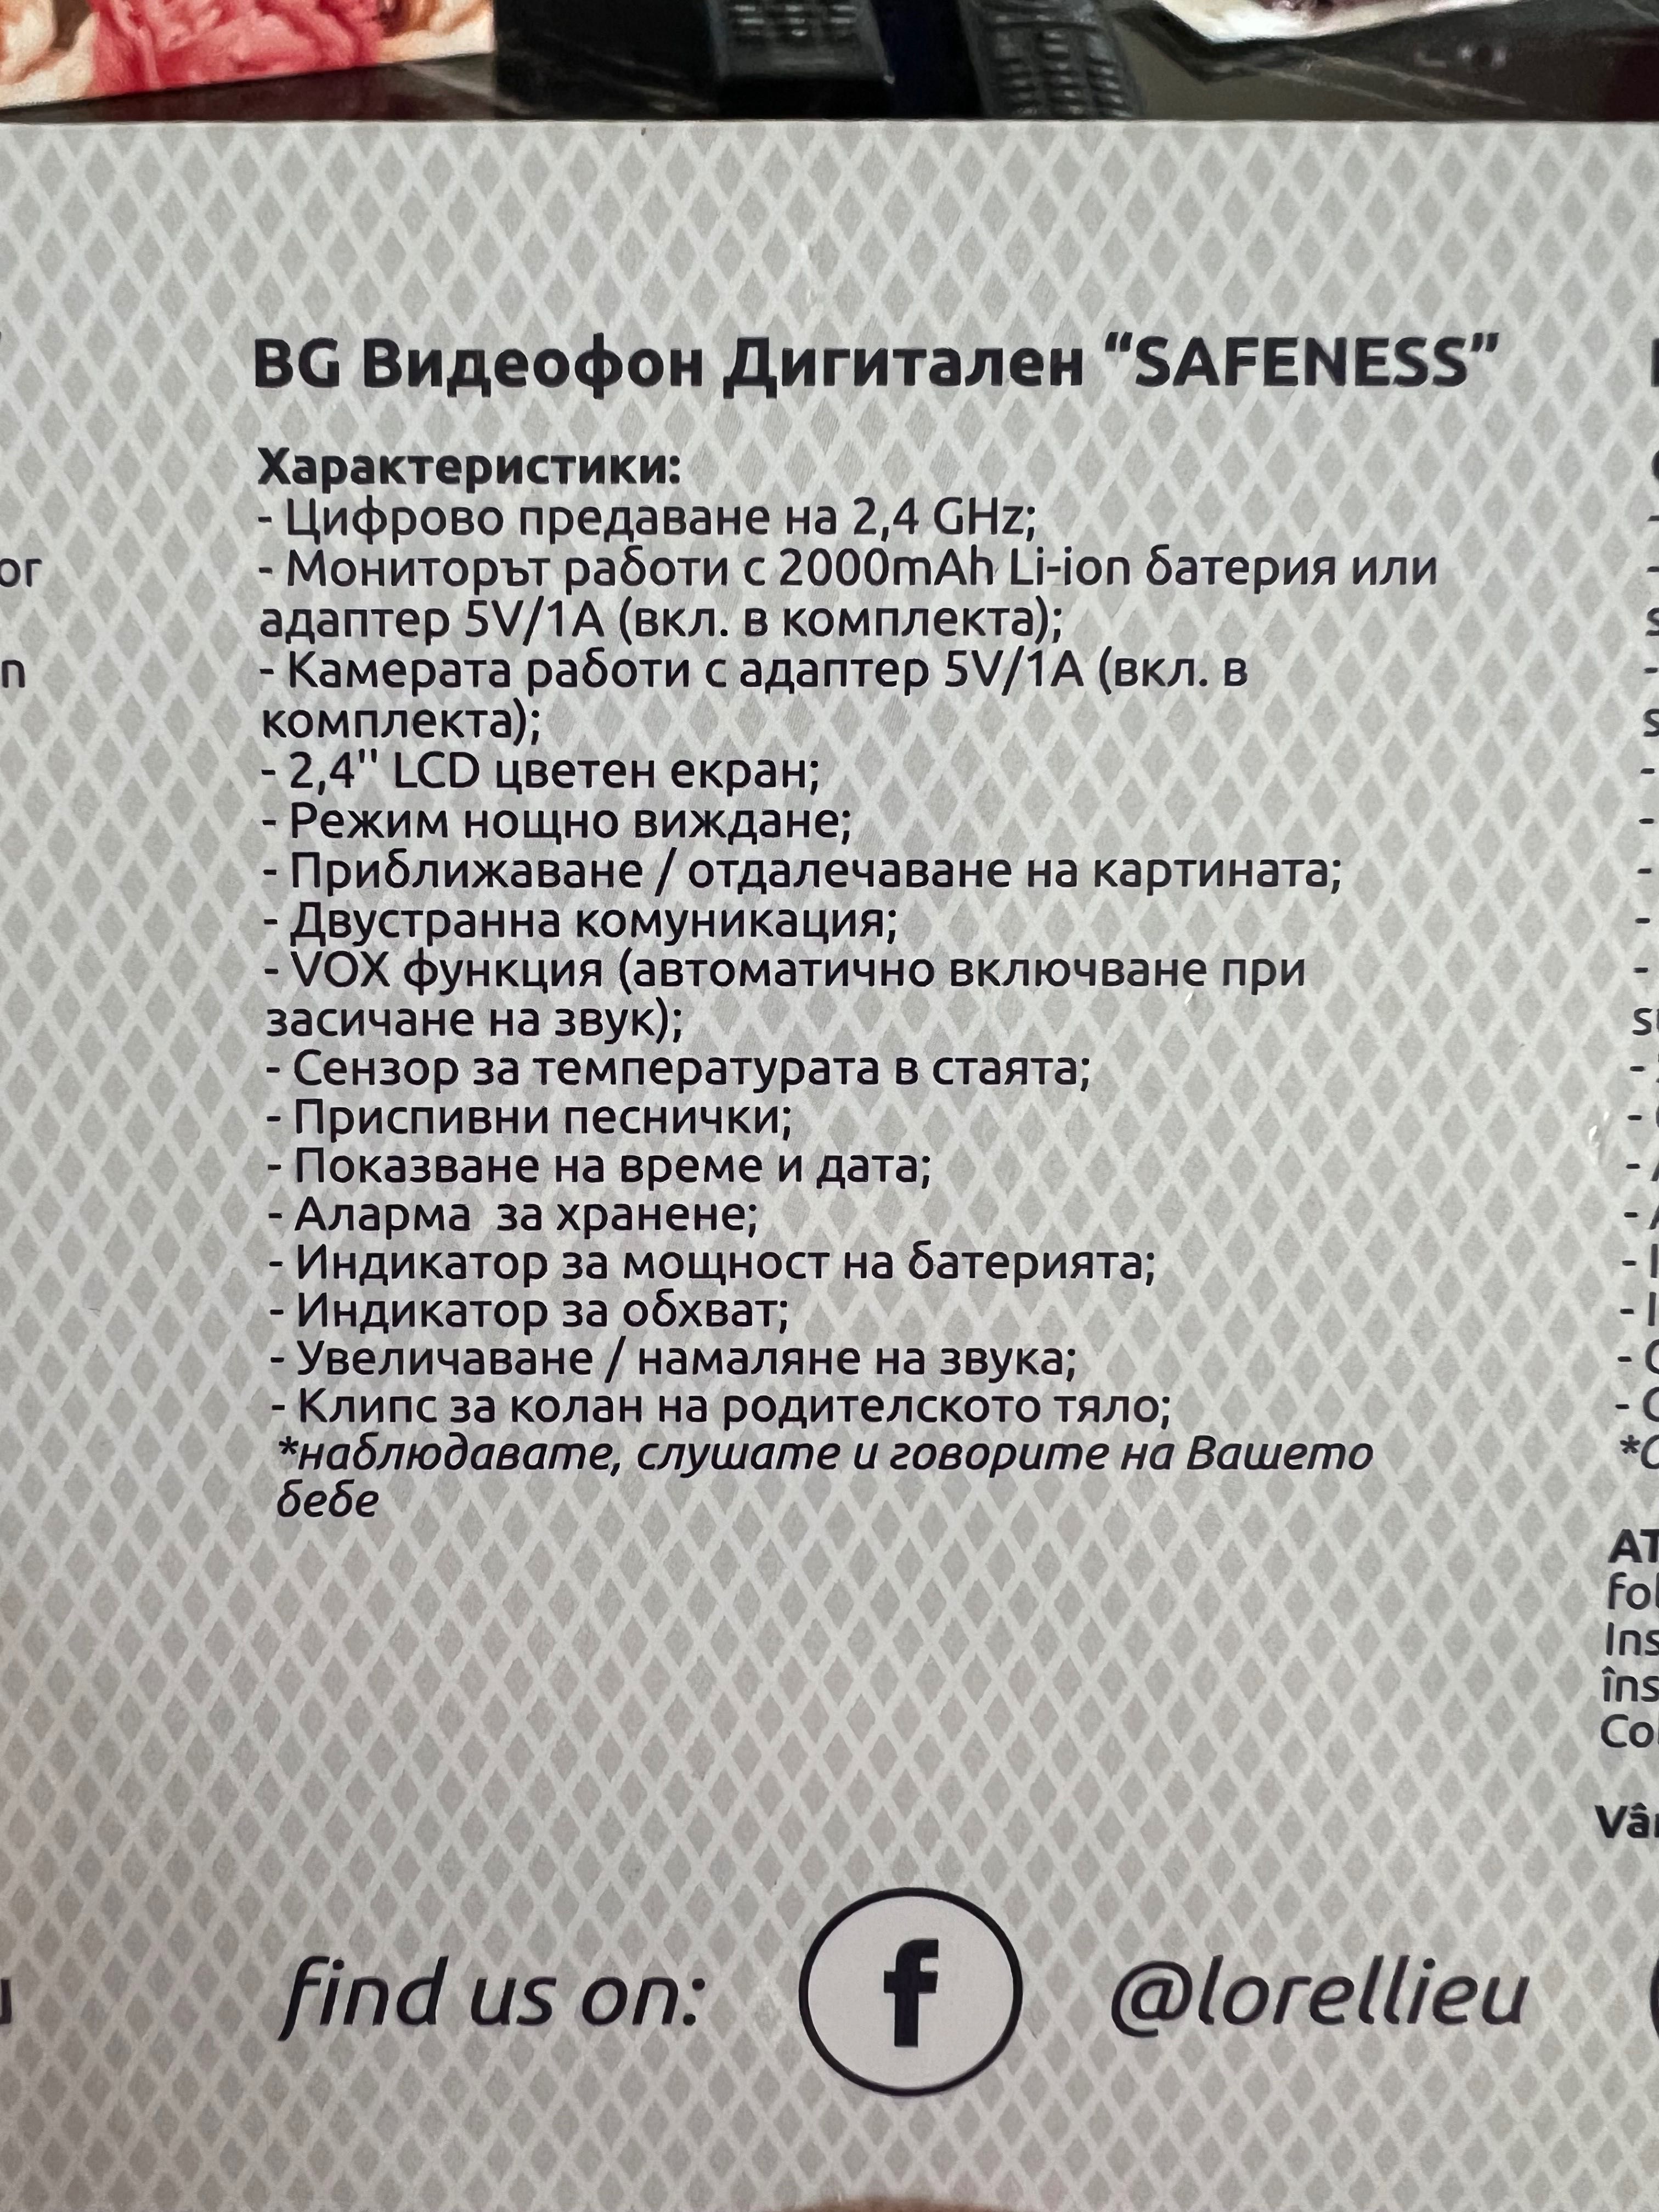 BG Видеофон Дигитален “SAFENESS”
Характеристики:
- Цифрово предаване на 2,4 GHz;
- Мониторът работи с 2000mAh Li-ion батерия или
адаптер 5V/1A (вкл. в комплекта);
- Камерата работи с адаптер 5V/1A (вкл. в
комплекта);
- 2,4'' LCD цветен екран;
- Режим нощно виждане;
- Приближаване / отдалечаване на картината;
- Двустранна комуникация;
- VOX функция (автоматично включване при
засичане на звук);
- Сензор за температурата в стаята;
- Приспивни песнички;
- Показване на време и дата;
- Аларма  за хранене;
- Индикатор за мощност на батерията;
- Индикатор за обхват;
- Увеличаване / намаляне на звука;
- Клипс за колан на родителското тяло;
*наблюдавате, слушате и говорите на Вашето
бебе
find us on: f @lorellieu